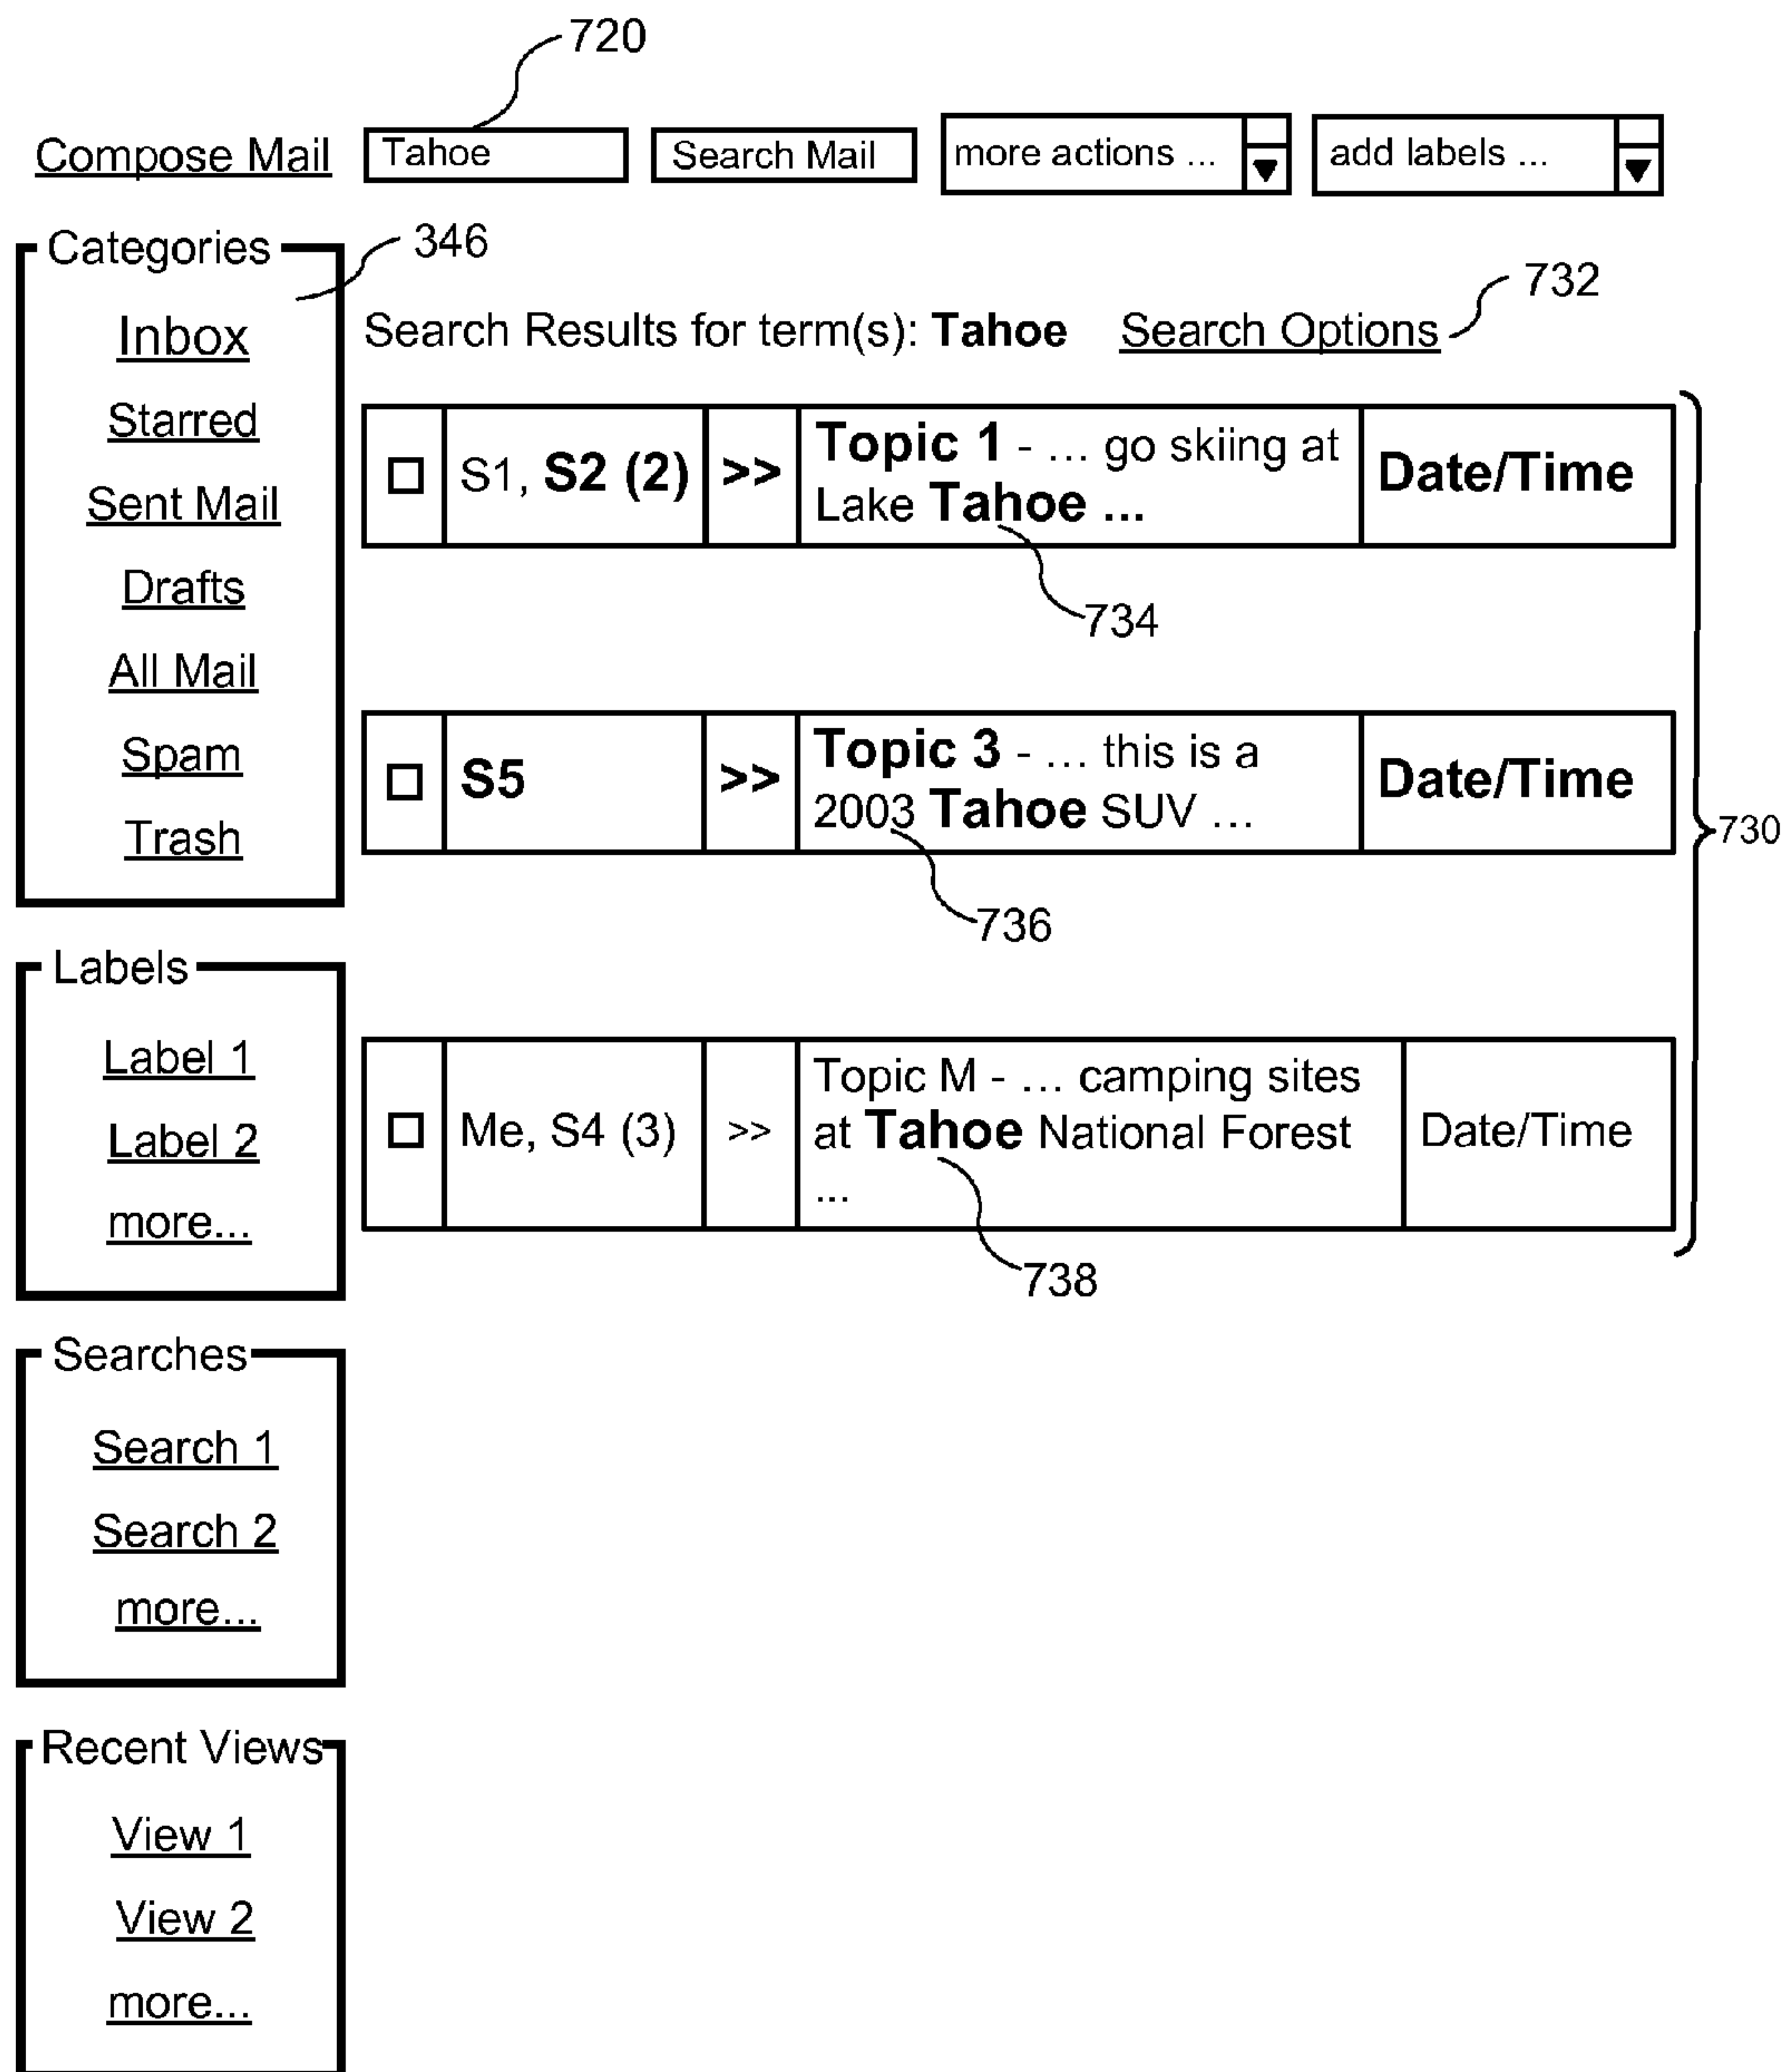 720
Compose Mail Tahoe Search Mail more actions ... add labels ...
Categories
346
Inbox
Starred
Sent Mail
Drafts
All Mail
Spam
Trash
732
Search Results for term(s): Tahoe Search Options
S1, S2 (2) >> Topic 1 - ... go skiing at
Lake Tahoe ...
Date/Time
734
S5 >> Topic 3 - ... this is a
2003 Tahoe SUV ...
Date/Time
736
730
Labels
Label 1
Label 2
more...
Me, S4 (3) >> Topic M - ... camping sites
at Tahoe National Forest
...
Date/Time
738
Searches
Search 1
Search 2
more...
Recent Views
View 1
View 2
more...